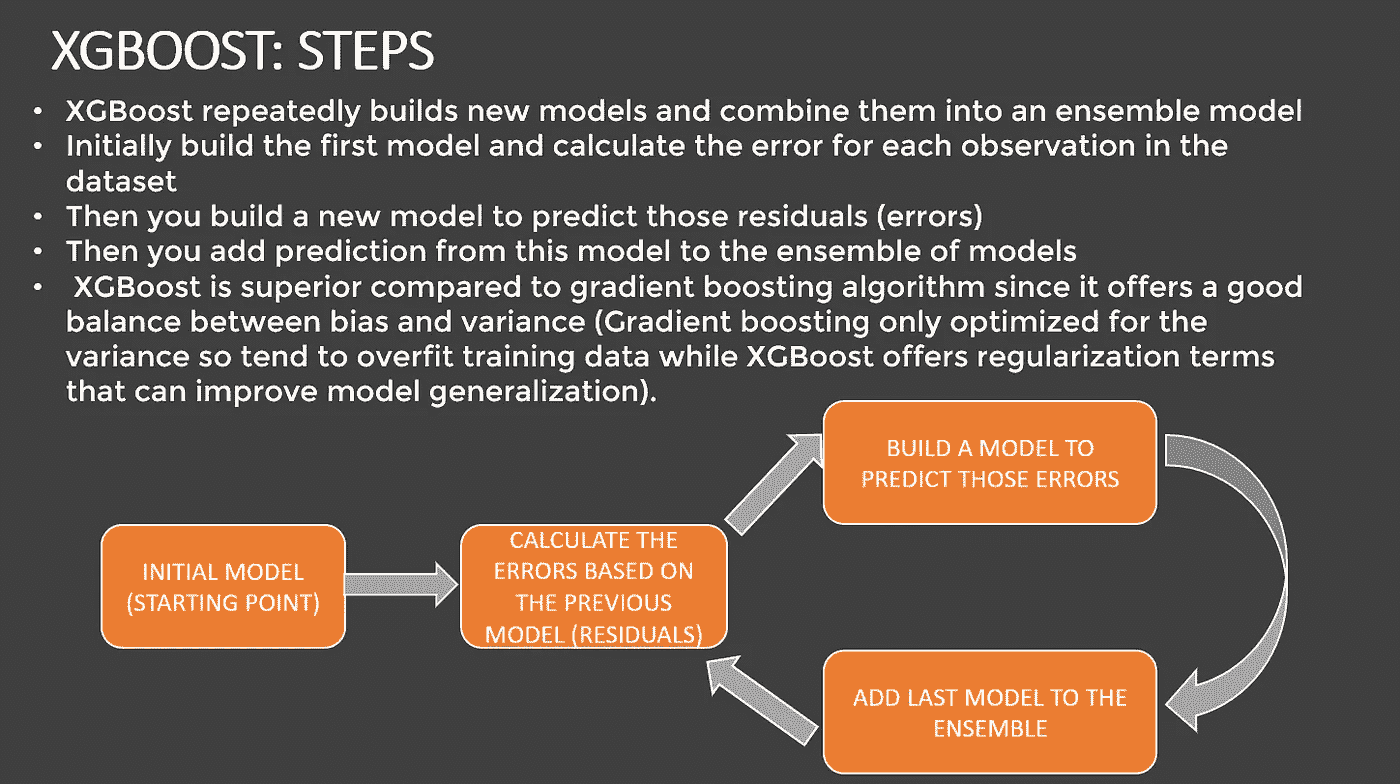 XGBOOST: STEPS
• XGBoost repeatedly builds new models and combine them into an ensemble model
• Initially build the first model and calculate the error for each observation in the
dataset
• Then you build a new model to predict those residuals (errors)
• Then you add prediction from this model to the ensemble of models
• XGBoost is superior compared to gradient boosting algorithm since it offers a good
balance between bias and variance (Gradient boosting only optimized for the
variance so tend to overfit training data while XGBoost offers regularization terms
that can improve model generalization).
INITIAL MODEL
(STARTING POINT)
CALCULATE THE
ERRORS BASED ON
THE PREVIOUS
MODEL (RESIDUALS)
BUILD A MODEL TO
PREDICT THOSE ERRORS
ADD LAST MODEL TO THE
ENSEMBLE